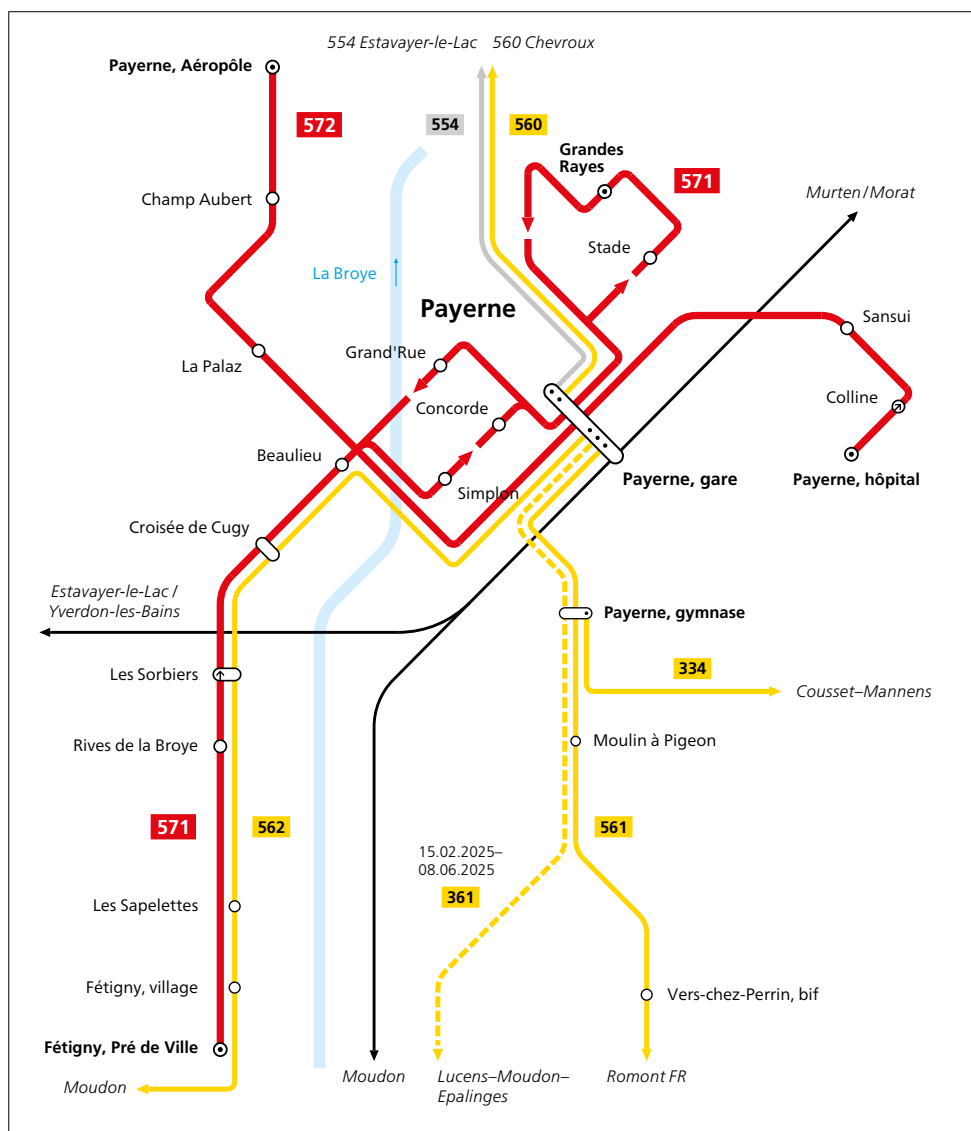 554 Estavayer-le-Lac
560 Chevroux
Payerne, Aéropôle
572
554
560
Grandes
Rayes
571
Murten/Morat
Champ Aubert
Stade
La Broye
Payerne
Sansui
Grand'Rue
La Palaz
Colline
Concorde
Beaulieu
Simplon
Payerne, gare
Payerne, hôpital
Croisée de Cugy
Estavayer-le-Lac /
Yverdon-les-Bains
Payerne, gymnase
Les Sorbiers
334
Cousset–Mannens
Rives de la Broye
Moulin à Pigeon
571
562
561
15.02.2025–
08.06.2025
361
Les Sapelettes
Fétigny, village
Vers-chez-Perrin, bif
Fétigny, Pré de Ville
Moudon
Moudon
Lucens–Moudon–
Epalinges
Romont FR